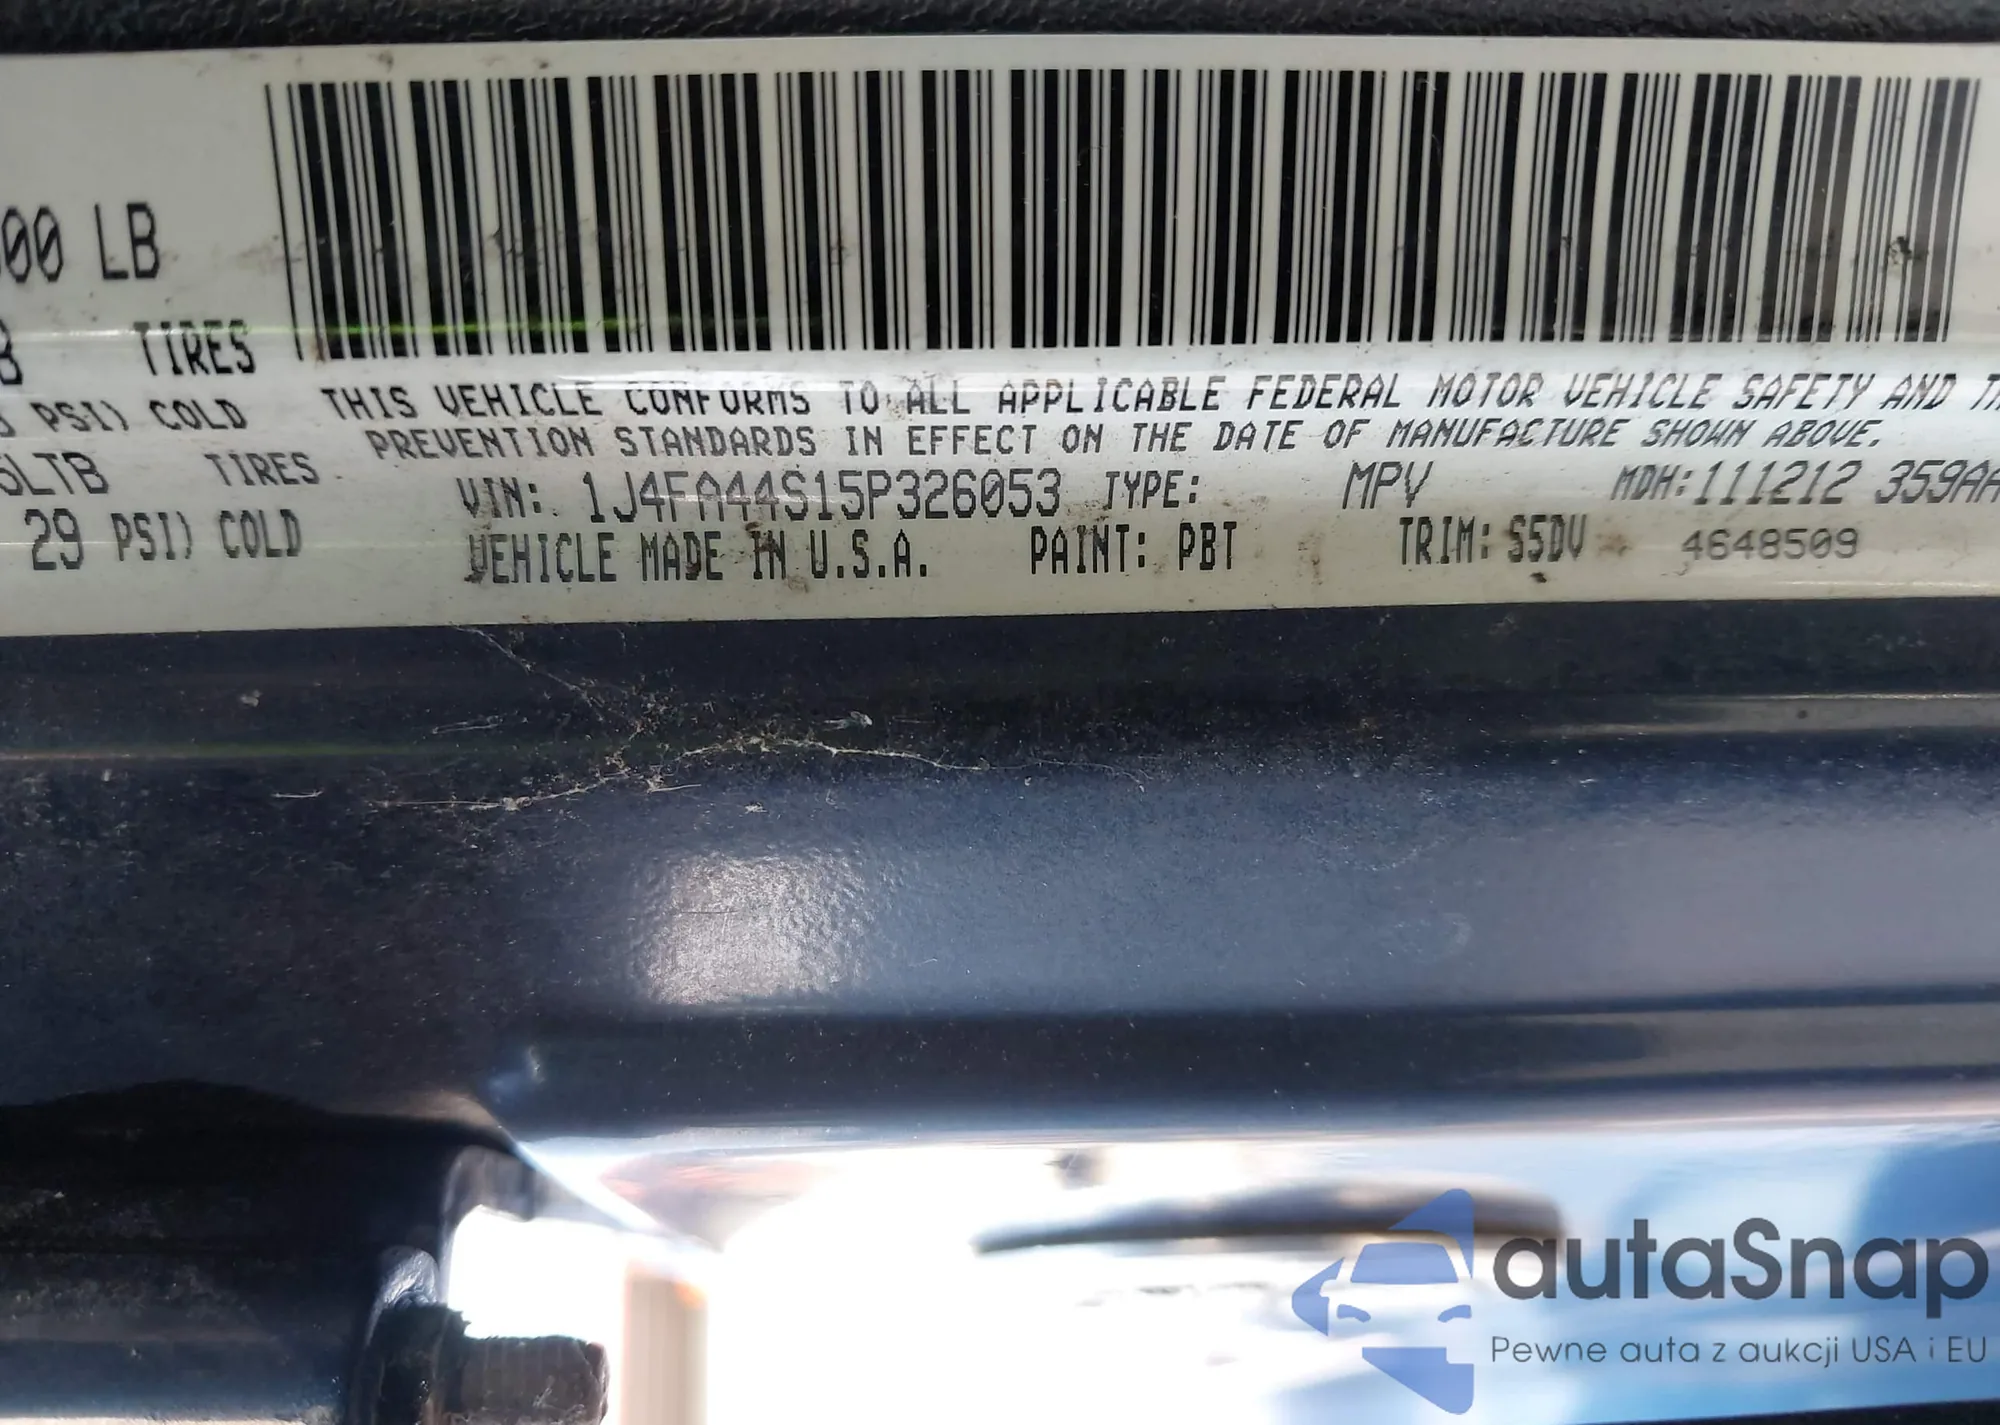 00 LB
B TIRES
PSI) COLD
THIS VEHICLE CONFORMS TO ALL APPLICABLE FEDERAL MOTOR VEHICLE SAFETY AND
PREVENTION STANDARDS IN EFFECT ON THE DATE OF MANUFACTURE SHOWN ABOVE.
5LTB TIRES
VIN: 1J4FA44S15P326053 TYPE: MPV MDH:111212 359AA
29 PSI) COLD
VEHICLE MADE IN U.S.A. PAINT: PBT TRIM: S5DV 4648509
autaSnap
Pewne auta z aukcji USA i EU